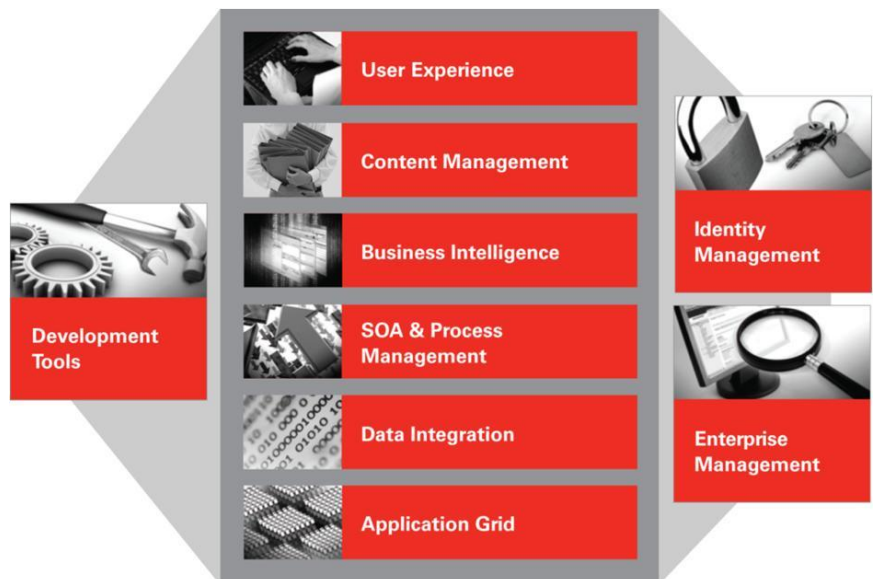 User Experience
Content Management
Business Intelligence
SOA & Process
Management
Data Integration
Application Grid
Development
Tools
Identity
Management
Enterprise
Management